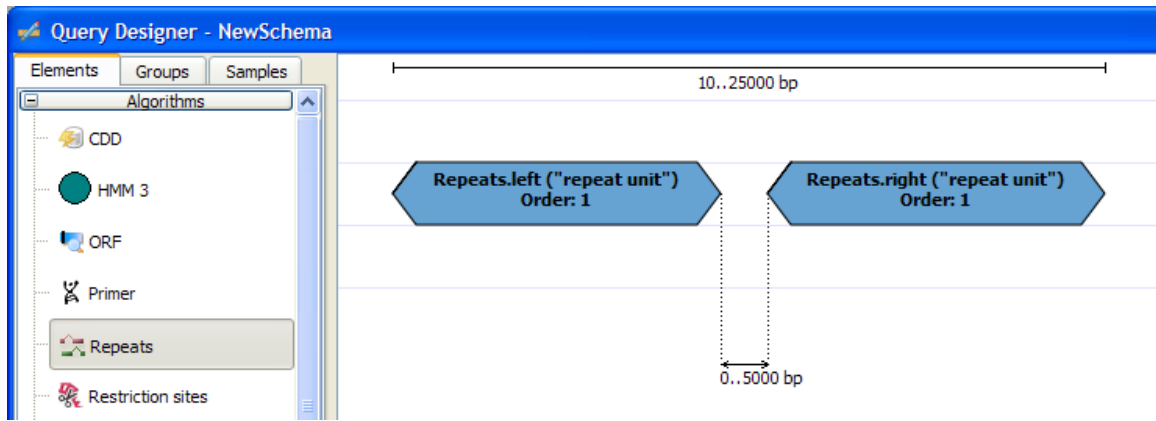 Query Designer - NewSchema
Elements Groups Samples
Algorithms
CDD
HMM 3
ORF
Primer
Repeats
Restriction sites
10..25000 bp
Repeats.left ("repeat unit")
Order: 1
Repeats.right ("repeat unit")
Order: 1
0..5000 bp